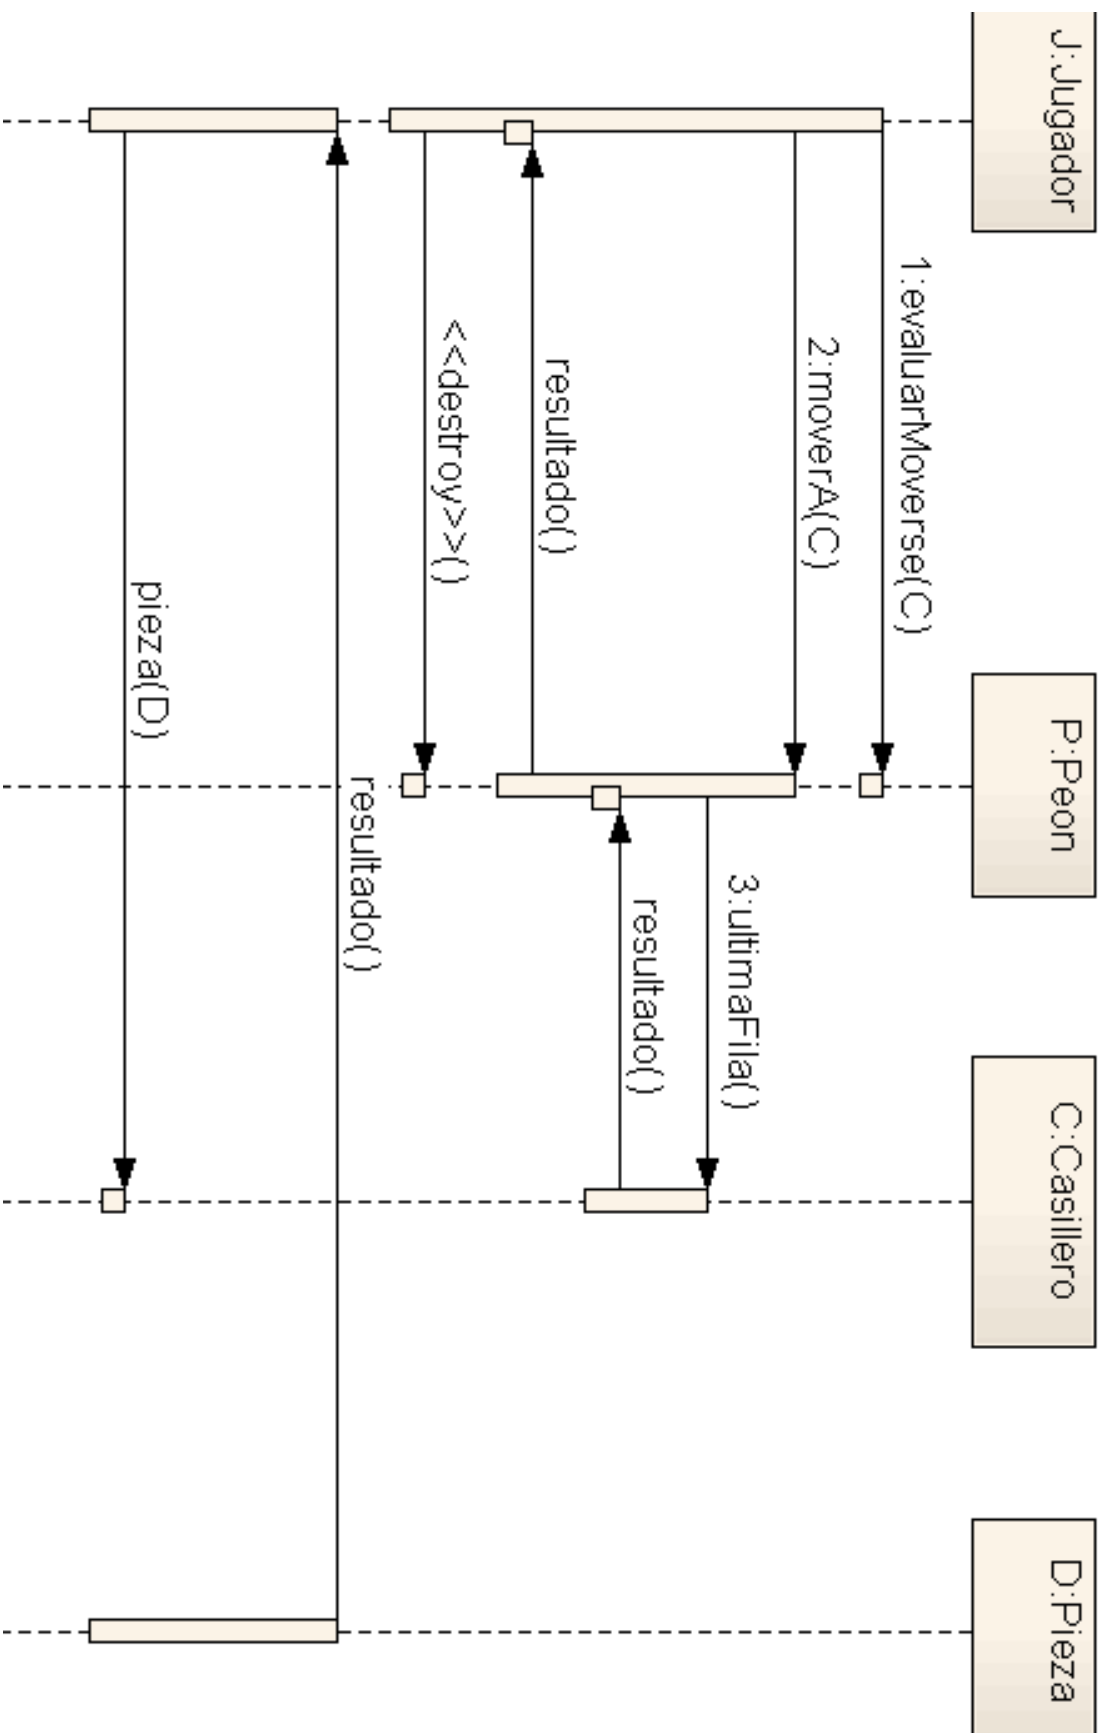 J:Jugador
P:Peon
C:Casillero
D:Pieza
1:evaluarMoverse(C)
2:moverA(C)
3:ultimaFila()
resultado()
resultado()
<<destroy>>()
resultado()
pieza(D)